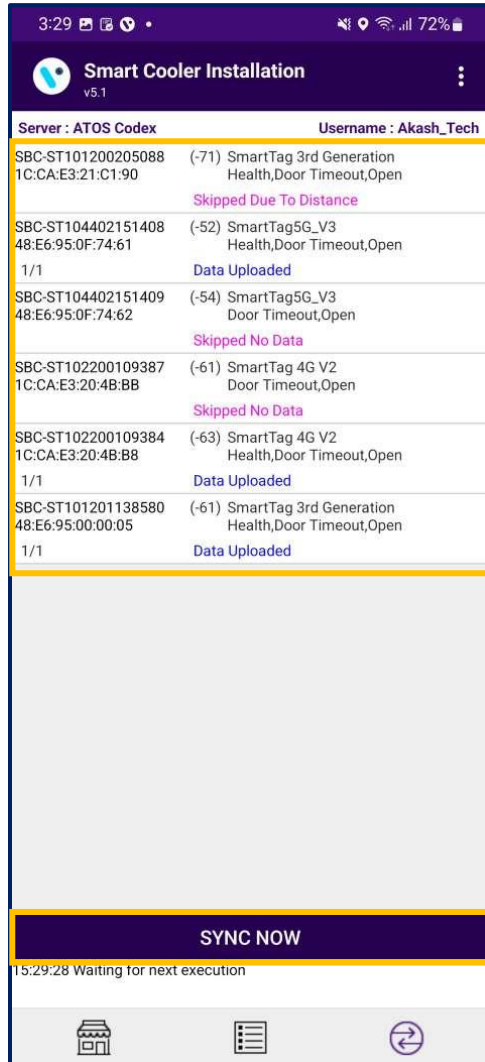 3:29 72%
Smart Cooler Installation
v5.1
Server : ATOS Codex Username : Akash_Tech
SBC-ST101200205088 (-71) SmartTag 3rd Generation
1C:CA:E3:21:C1:90 Health,Door Timeout,Open
Skipped Due To Distance
SBC-ST104402151408 (-52) SmartTag5G_V3
48:E6:95:0F:74:61 Health,Door Timeout,Open
1/1 Data Uploaded
SBC-ST104402151409 (-54) SmartTag5G_V3
48:E6:95:0F:74:62 Door Timeout,Open
Skipped No Data
SBC-ST102200109387 (-61) SmartTag 4G V2
1C:CA:E3:20:4B:BB Door Timeout,Open
Skipped No Data
SBC-ST102200109384 (-63) SmartTag 4G V2
1C:CA:E3:20:4B:B8 Health,Door Timeout,Open
1/1 Data Uploaded
SBC-ST101201138580 (-61) SmartTag 3rd Generation
48:E6:95:00:00:05 Health,Door Timeout,Open
1/1 Data Uploaded
SYNC NOW
15:29:28 Waiting for next execution